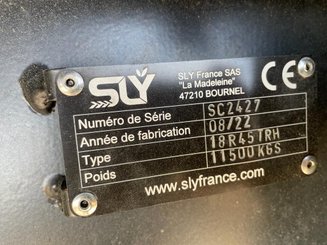 SLY
SLY France SAS
"La Madeleine"
47210 BOURNEL
CE
Numéro de Série SC2427
Année de fabrication 08/22
Type 18R45TRH
Poids 11500KGS
www.slyfrance.com